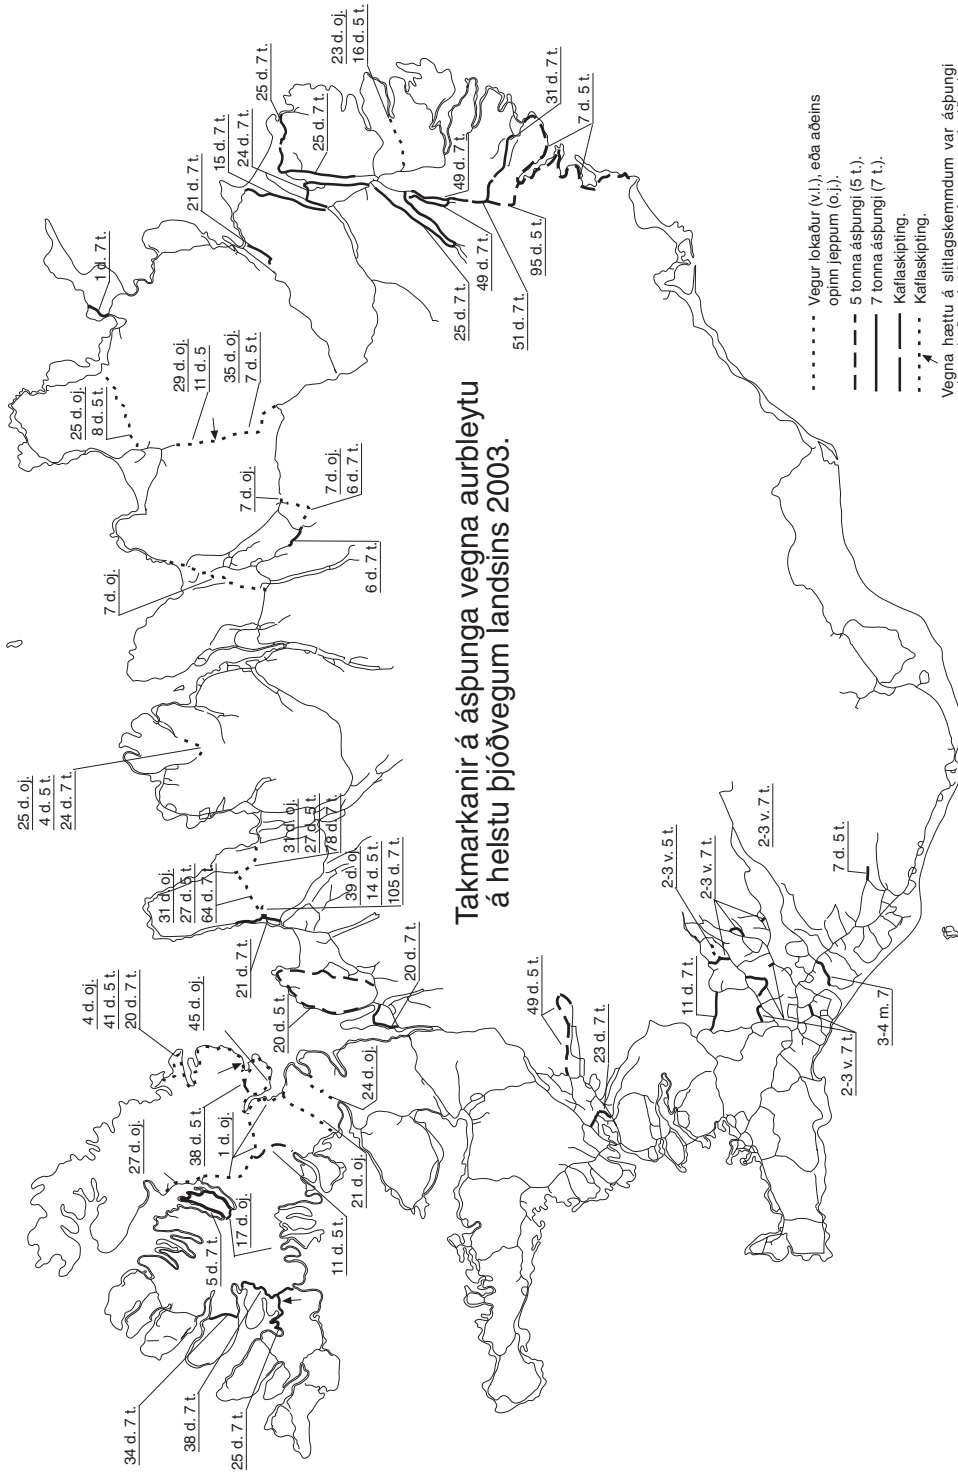 Takmarkanir á ásþunga vegna aurbleytu
á helstu þjóðvegum landsins 2003.
34 d. 7 t.
38 d. 7 t.
25 d. 7 t.
5 d. 7 t.
17 d. oj.
27 d. oj.
38 d. 5 t.
1 d. oj.
11 d. 5 t.
21 d. oj.
24 d. oj.
4 d. oj.
41 d. 5 t.
20 d. 7 t.
45 d. oj.
20 d. 5 t.
20 d. 7 t.
21 d. 7 t.
31 d. oj.
27 d. 5 t.
64 d. 7 t.
39 d. oj.
14 d. 5 t.
105 d. 7 t.
31 d. oj.
27 d. 5 t.
78 d. 7 t.
25 d. oj.
4 d. 5 t.
24 d. 7 t.
7 d. oj.
6 d. 7 t.
7 d. oj.
7 d. oj.
6 d. 7 t.
25 d. oj.
8 d. 5 t.
29 d. oj.
11 d. 5
35 d. oj.
7 d. 5 t.
1 d. 7 t.
21 d. 7 t.
15 d. 7 t.
24 d. 7 t.
25 d. 7 t.
25 d. 7 t.
23 d. oj.
16 d. 5 t.
25 d. 7 t.
49 d. 7 t.
49 d. 7 t.
51 d. 7 t.
95 d. 5 t.
31 d. 7 t.
7 d. 5 t.
49 d. 5 t.
23 d. 7 t.
11 d. 7 t.
2-3 v. 5 t.
2-3 v. 7 t.
2-3 v. 7 t.
7 d. 5 t.
2-3 v. 7 t.
3-4 m. 7
Vegur lokaður (v.l.), eða aðeins
opinn jeppum (o.j.).
5 tonna ásþungi (5 t.).
7 tonna ásþungi (7 t.).
Kaflaskipting.
Kaflaskipting.
Vegna hættu á slitlagskemmdum var ásþungi